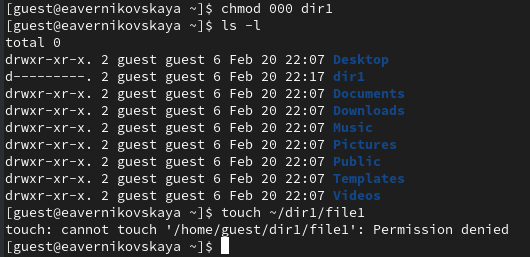 [guest@eavernikovskaya ~]$ chmod 000 dir1
[guest@eavernikovskaya ~]$ ls -l
total 0
drwxr-xr-x. 2 guest guest 6 Feb 20 22:07 Desktop
d---------. 2 guest guest 6 Feb 20 22:17 dir1
drwxr-xr-x. 2 guest guest 6 Feb 20 22:07 Documents
drwxr-xr-x. 2 guest guest 6 Feb 20 22:07 Downloads
drwxr-xr-x. 2 guest guest 6 Feb 20 22:07 Music
drwxr-xr-x. 2 guest guest 6 Feb 20 22:07 Pictures
drwxr-xr-x. 2 guest guest 6 Feb 20 22:07 Public
drwxr-xr-x. 2 guest guest 6 Feb 20 22:07 Templates
drwxr-xr-x. 2 guest guest 6 Feb 20 22:07 Videos
[guest@eavernikovskaya ~]$ touch ~/dir1/file1
touch: cannot touch '/home/guest/dir1/file1': Permission denied
[guest@eavernikovskaya ~]$